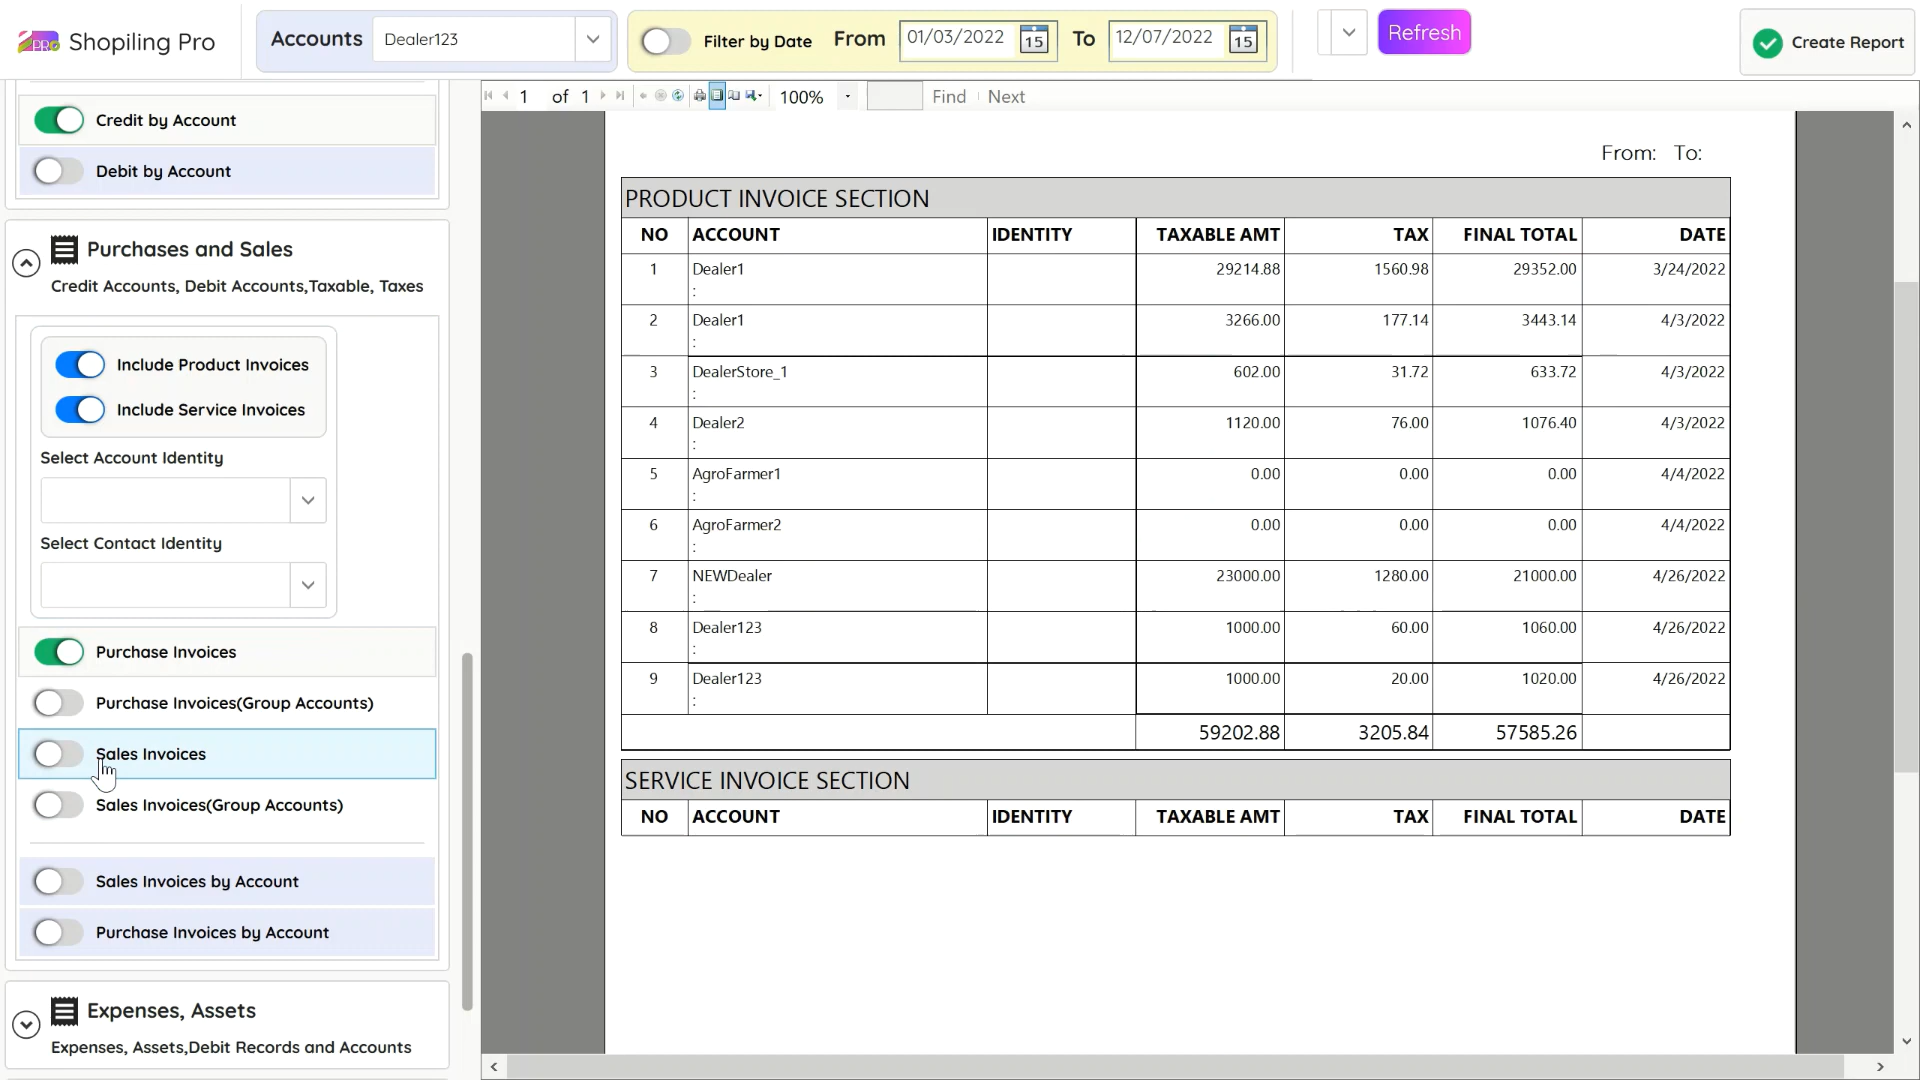 PRO Shopiling Pro
Accounts Dealer123
Filter by Date From 01/03/2022 15 To 12/07/2022 15
Refresh
Create Report
Credit by Account
Debit by Account
Purchases and Sales
Credit Accounts, Debit Accounts,Taxable, Taxes
Include Product Invoices
Include Service Invoices
Select Account Identity
Select Contact Identity
Purchase Invoices
Purchase Invoices(Group Accounts)
Sales Invoices
Sales Invoices(Group Accounts)
Sales Invoices by Account
Purchase Invoices by Account
Expenses, Assets
Expenses, Assets,Debit Records and Accounts
1 of 1 100% Find Next
From: To:
PRODUCT INVOICE SECTION
NO ACCOUNT IDENTITY TAXABLE AMT TAX FINAL TOTAL DATE
1 Dealer1 29214.88 1560.98 29352.00 3/24/2022
:
2 Dealer1 3266.00 177.14 3443.14 4/3/2022
:
3 DealerStore_1 602.00 31.72 633.72 4/3/2022
:
4 Dealer2 1120.00 76.00 1076.40 4/3/2022
:
5 AgroFarmer1 0.00 0.00 0.00 4/4/2022
:
6 AgroFarmer2 0.00 0.00 0.00 4/4/2022
:
7 NEWDealer 23000.00 1280.00 21000.00 4/26/2022
:
8 Dealer123 1000.00 60.00 1060.00 4/26/2022
:
9 Dealer123 1000.00 20.00 1020.00 4/26/2022
:
59202.88 3205.84 57585.26
SERVICE INVOICE SECTION
NO ACCOUNT IDENTITY TAXABLE AMT TAX FINAL TOTAL DATE